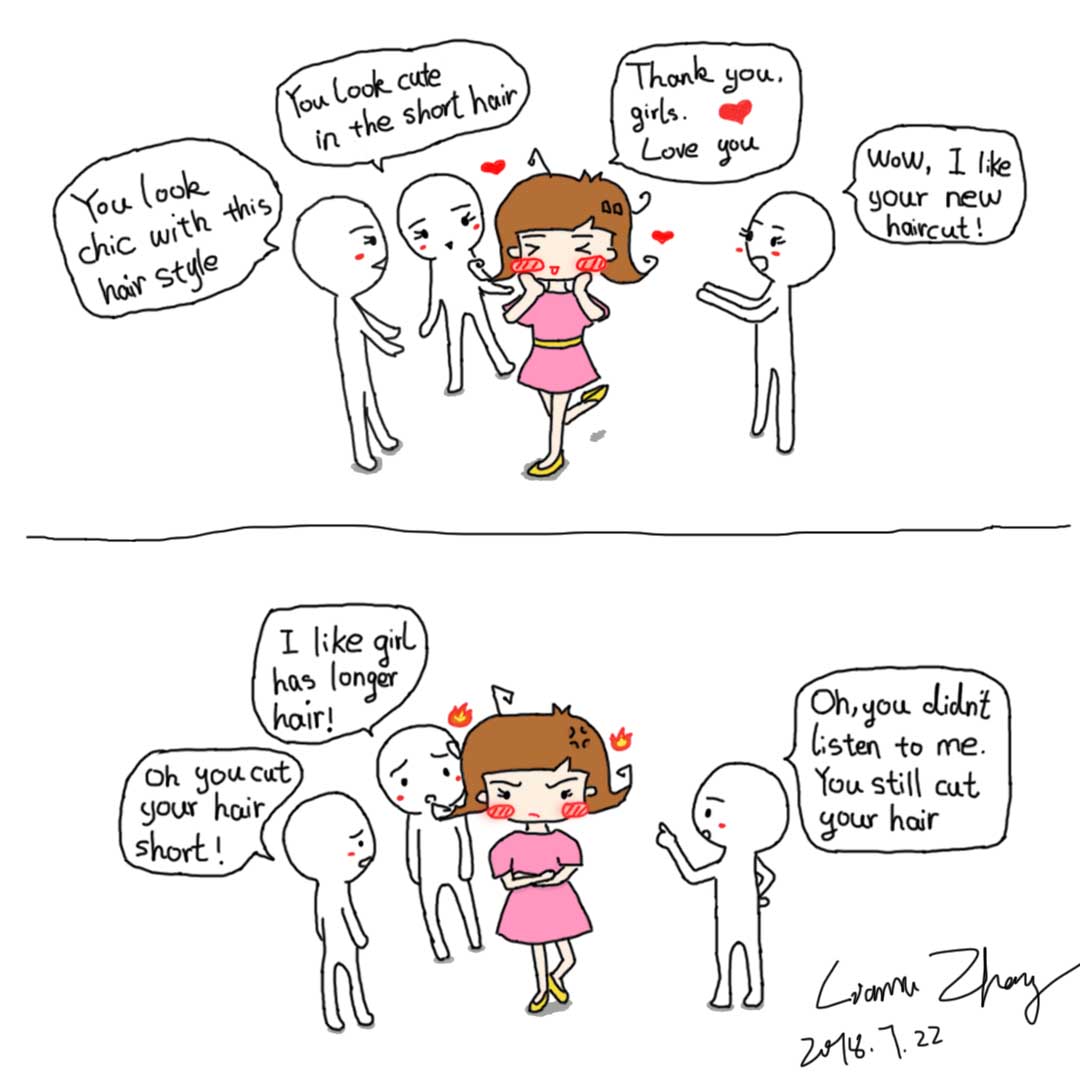 You look cute
in the short hair
Thank you,
girls.
Love you
You look
chic with this
hair style
Wow, I like
your new
haircut!
I like girl
has longer
hair!
Oh, you didn't
listen to me.
You still cut
your hair
Oh you cut
your hair
short!
Zhang
2018.7.22